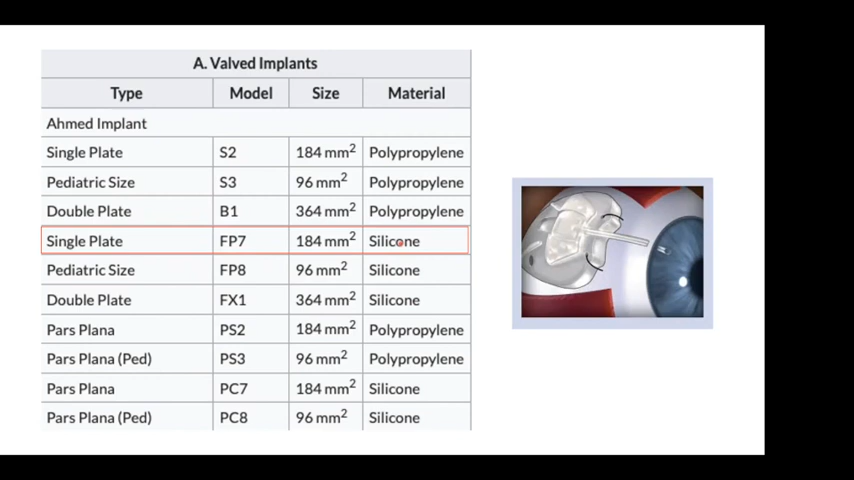 A. Valved Implants
Type Model Size Material
Ahmed Implant
Single Plate S2 184 mm² Polypropylene
Pediatric Size S3 96 mm² Polypropylene
Double Plate B1 364 mm² Polypropylene
Single Plate FP7 184 mm² Silicone
Pediatric Size FP8 96 mm² Silicone
Double Plate FX1 364 mm² Silicone
Pars Plana PS2 184 mm² Polypropylene
Pars Plana (Ped) PS3 96 mm² Polypropylene
Pars Plana PC7 184 mm² Silicone
Pars Plana (Ped) PC8 96 mm² Silicone